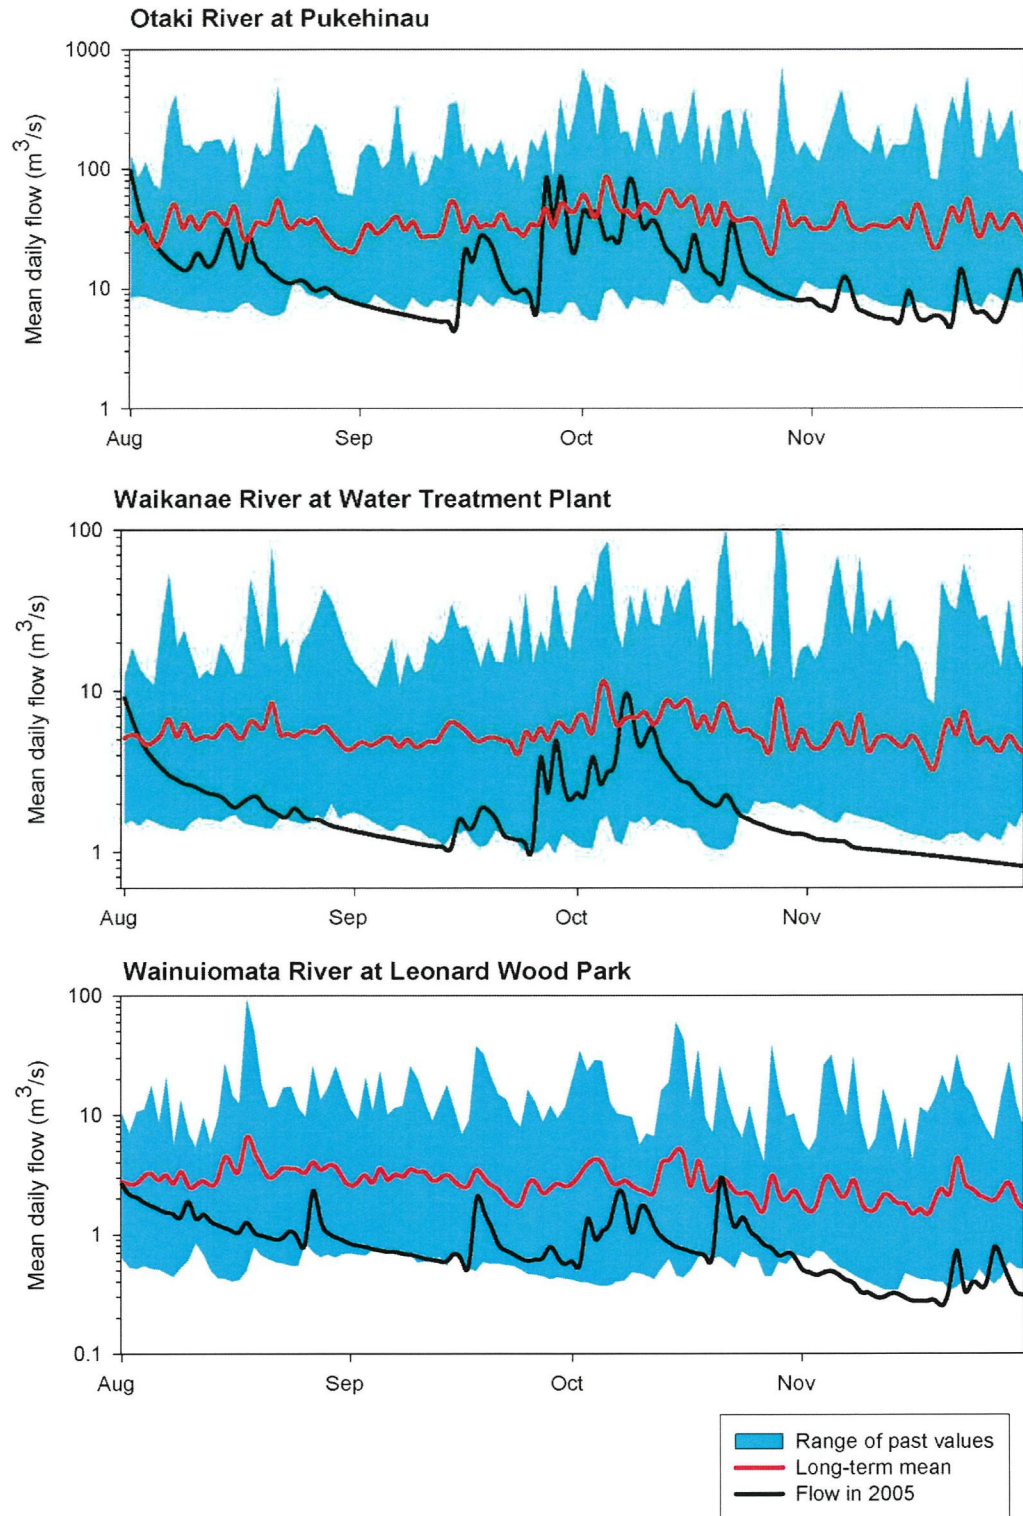 Otaki River at Pukehinau
Mean daily flow (m³/s)
1000
100
10
1
Aug Sep Oct Nov
Waikanae River at Water Treatment Plant
Mean daily flow (m³/s)
100
10
1
Aug Sep Oct Nov
Wainuiomata River at Leonard Wood Park
Mean daily flow (m³/s)
100
10
1
0.1
Aug Sep Oct Nov
Range of past values
Long-term mean
Flow in 2005